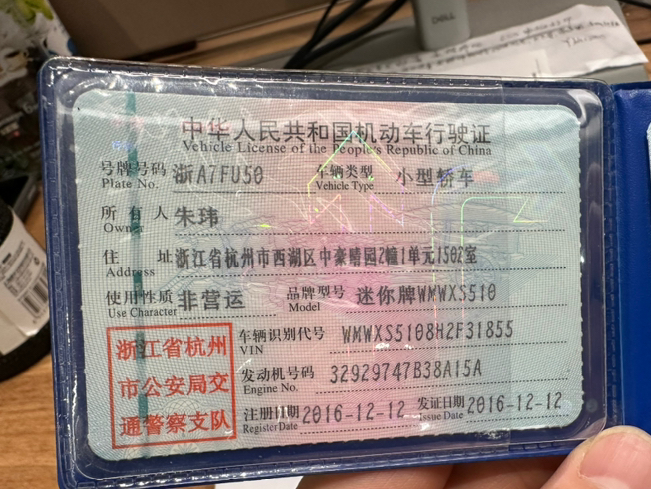 中华人民共和国机动车行驶证
Vehicle License of the People's Republic of China
号牌号码 浙A7FU50 车辆类型 小型轿车
Plate No. Vehicle Type
所有人 朱玮
Owner
住址 浙江省杭州市西湖区中豪晴园2幢1单元1502室
Address
使用性质 非营运 品牌型号 迷你牌WMWXS510
Use Character Model
浙江省杭州
市公安局交
通警察支队
车辆识别代号 WMWXS5108H2F31855
VIN
发动机号码 32929747B38A15A
Engine No.
注册日期 2016-12-12 发证日期 2016-12-12
Register Date Issue Date
DELL